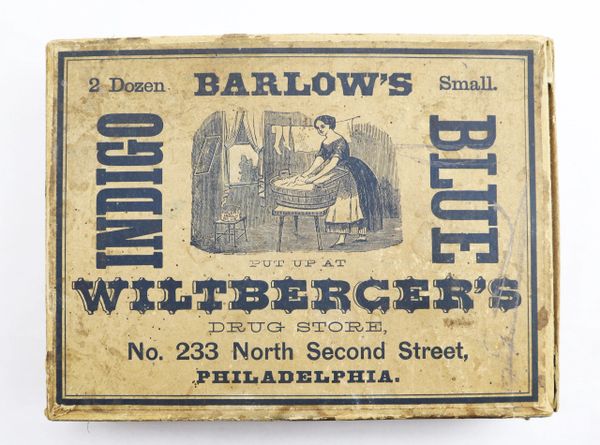 2 Dozen BARLOW'S Small.
INDIGO BLUE
PUT UP AT
WILTBERGER'S
DRUG STORE,
No. 233 North Second Street,
PHILADELPHIA.